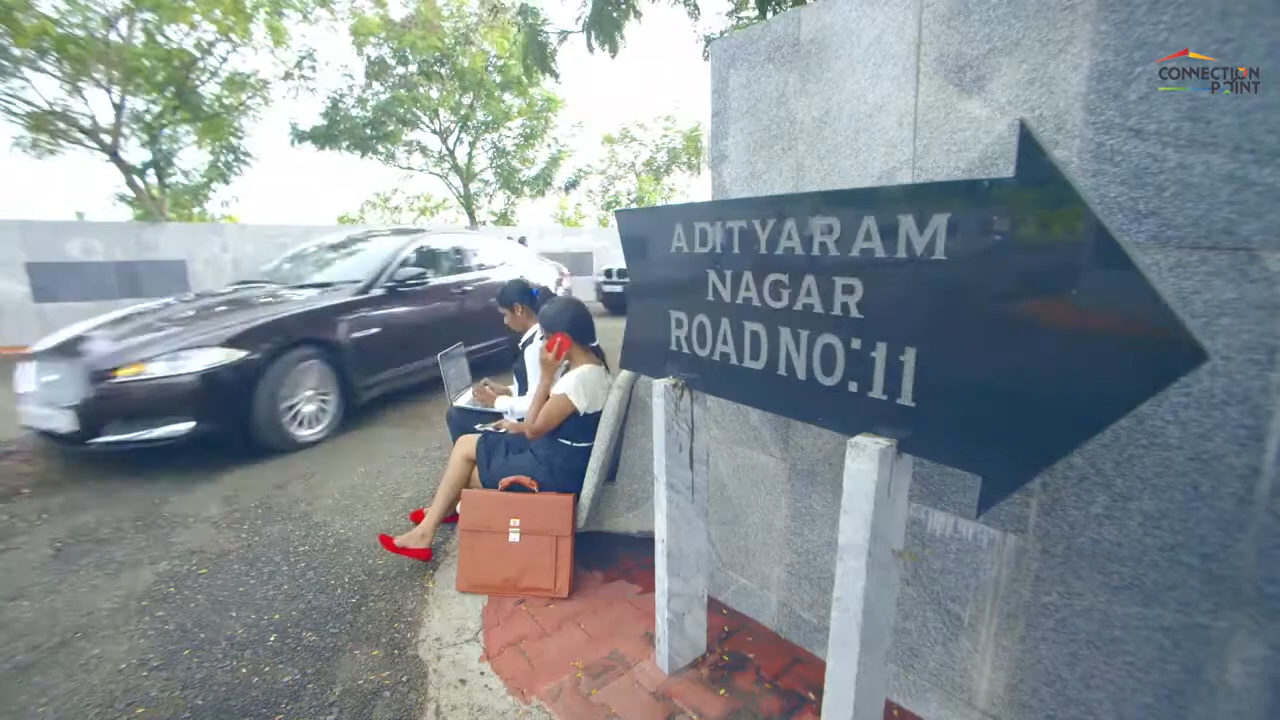 CONNECTION
POINT
ADITYARAM
NAGAR
ROAD NO:11